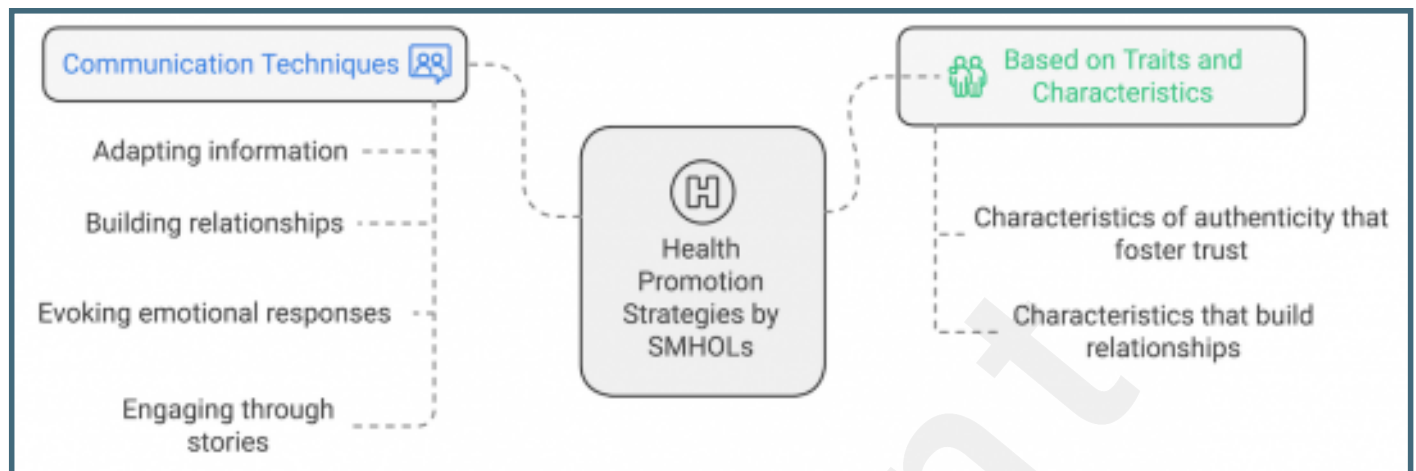 Communication Techniques
Adapting information
Building relationships
Evoking emotional responses
Engaging through
stories
H
Health
Promotion
Strategies by
SMHOLs
Based on Traits and
Characteristics
Characteristics of authenticity that
foster trust
Characteristics that build
relationships